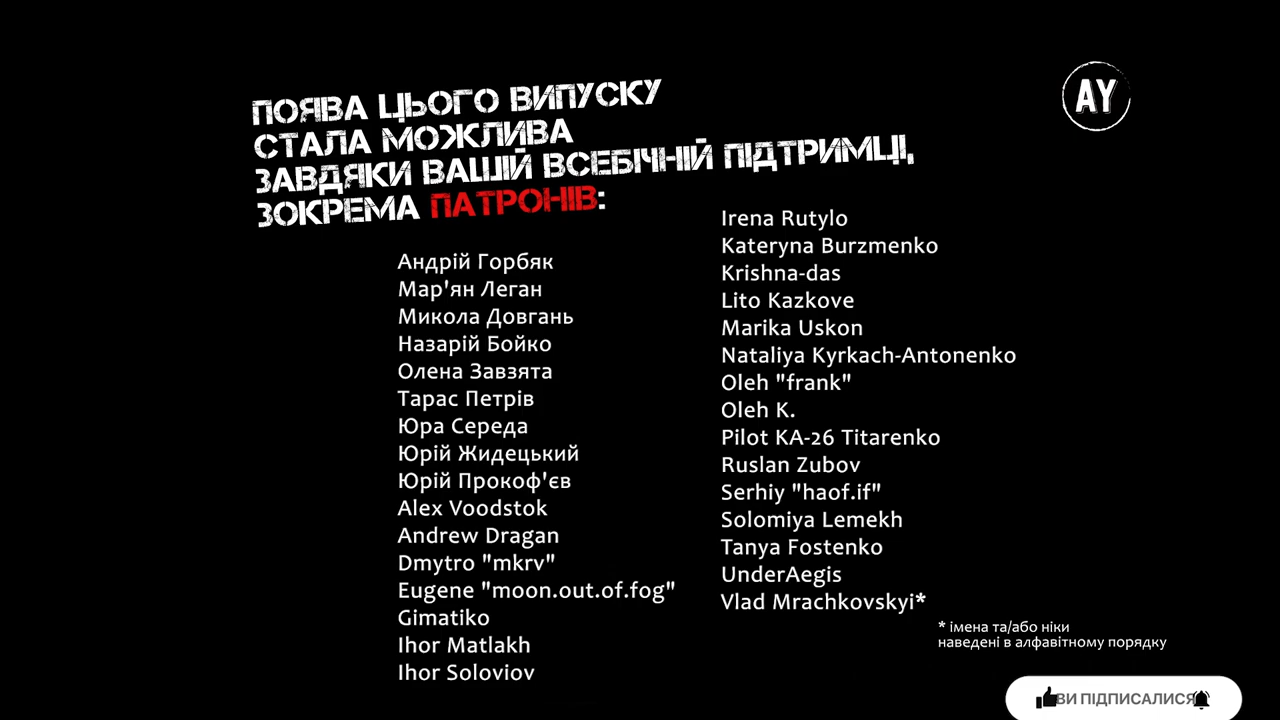 ПОЯВА ЦЬОГО ВИПУСКУ
СТАЛА МОЖЛИВА
ЗАВДЯКИ ВАШІЙ ВСЕБІЧНІЙ ПІДТРИМЦІ,
ЗОКРЕМА ПАТРОНІВ:
AY
Андрій Горбяк
Мар'ян Леган
Микола Довгань
Назарій Бойко
Олена Завзята
Тарас Петрів
Юра Середа
Юрій Жидецький
Юрій Прокоф'єв
Alex Voodstok
Andrew Dragan
Dmytro "mkrv"
Eugene "moon.out.of.fog"
Gimatiko
Ihor Matlakh
Ihor Soloviov
Irena Rutylo
Kateryna Burzmenko
Krishna-das
Lito Kazkove
Marika Uskon
Nataliya Kyrkach-Antonenko
Oleh "frank"
Oleh K.
Pilot KA-26 Titarenko
Ruslan Zubov
Serhiy "haof.if"
Solomiya Lemekh
Tanya Fostenko
UnderAegis
Vlad Mrachkovskyi*
* імена та/або ніки
наведені в алфавітному порядку
ВИ ПІДПИСАЛИСЯ